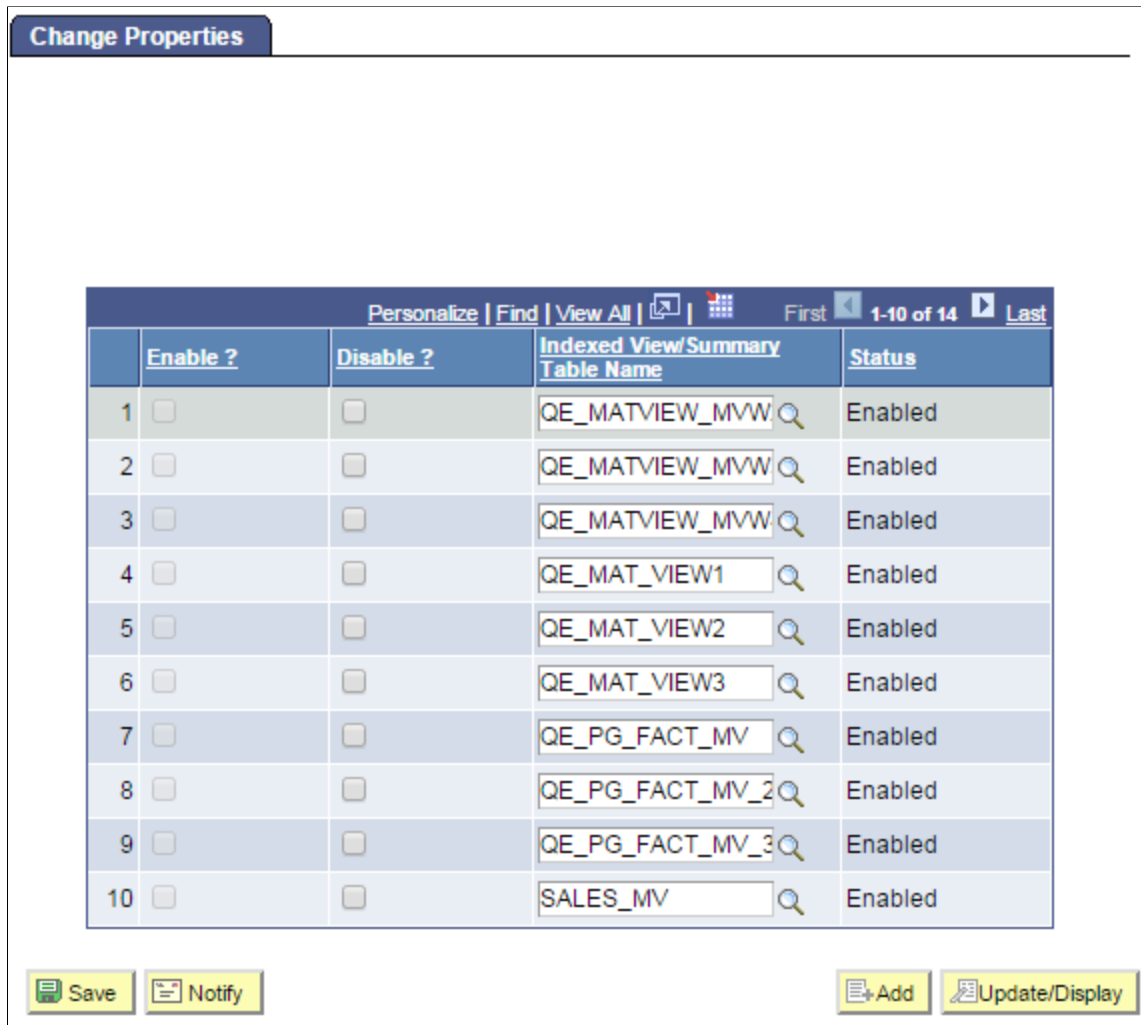 Change Properties
Personalize | Find | View All | | First 1-10 of 14 Last
Enable ? Disable ? Indexed View/Summary Table Name Status
1 QE_MATVIEW_MVW Enabled
2 QE_MATVIEW_MVW Enabled
3 QE_MATVIEW_MVW Enabled
4 QE_MAT_VIEW1 Enabled
5 QE_MAT_VIEW2 Enabled
6 QE_MAT_VIEW3 Enabled
7 QE_PG_FACT_MV Enabled
8 QE_PG_FACT_MV_2 Enabled
9 QE_PG_FACT_MV_3 Enabled
10 SALES_MV Enabled
Save Notify Add Update/Display